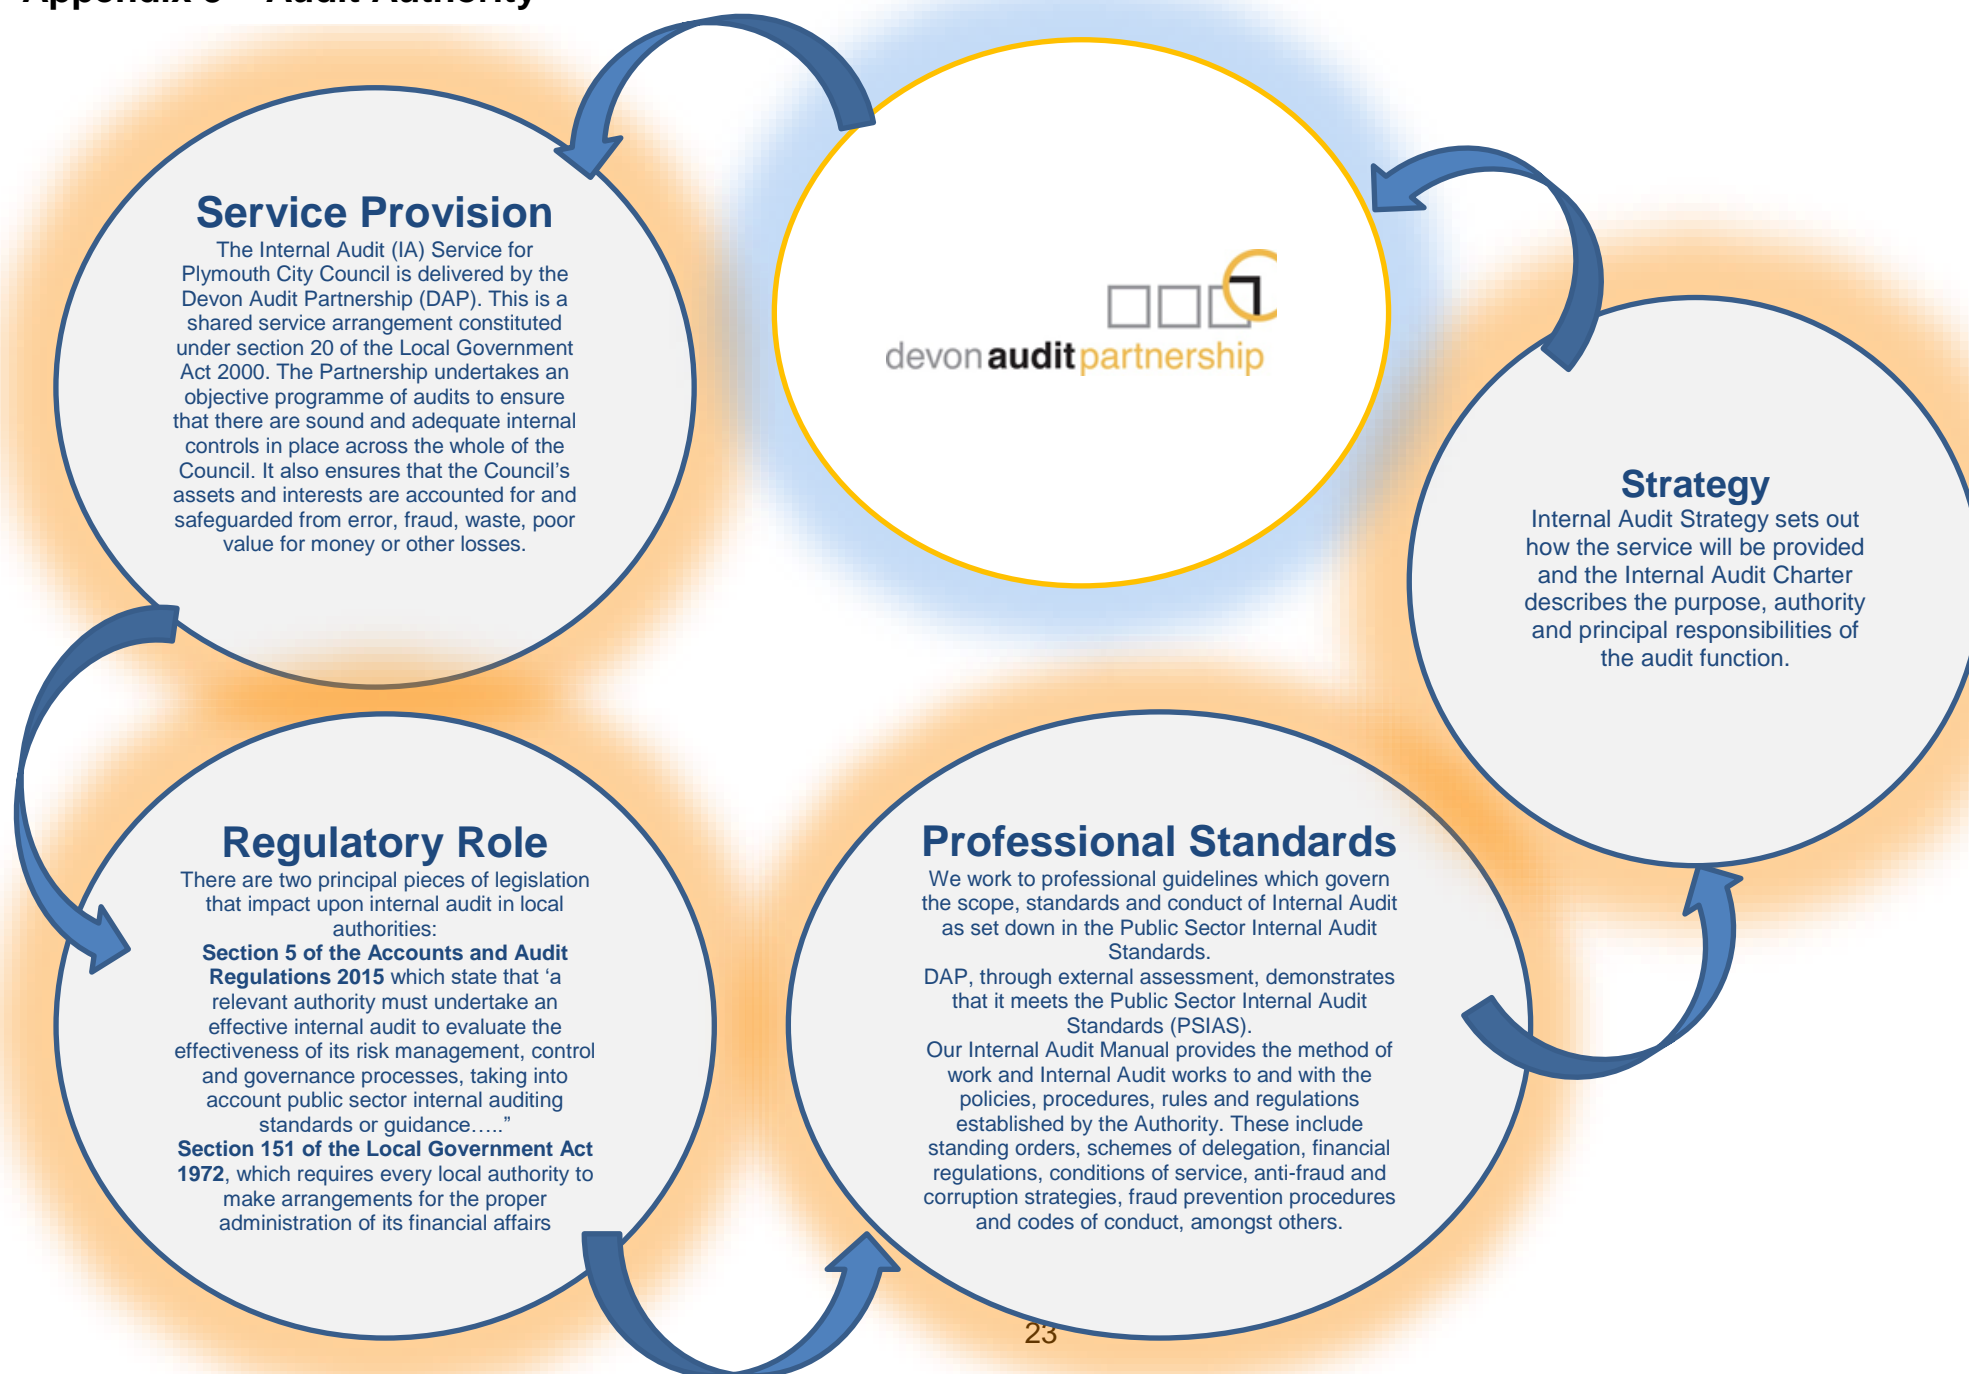 Audit Authority
devon audit partnership
Service Provision
The Internal Audit (IA) Service for
Plymouth City Council is delivered by the
Devon Audit Partnership (DAP). This is a
shared service arrangement constituted
under section 20 of the Local Government
Act 2000. The Partnership undertakes an
objective programme of audits to ensure
that there are sound and adequate internal
controls in place across the whole of the
Council. It also ensures that the Council’s
assets and interests are accounted for and
safeguarded from error, fraud, waste, poor
value for money or other losses.
Regulatory Role
There are two principal pieces of legislation
that impact upon internal audit in local
authorities:
Section 5 of the Accounts and Audit
Regulations 2015 which state that ‘a
relevant authority must undertake an
effective internal audit to evaluate the
effectiveness of its risk management, control
and governance processes, taking into
account public sector internal auditing
standards or guidance…..”
Section 151 of the Local Government Act
1972, which requires every local authority to
make arrangements for the proper
administration of its financial affairs
Professional Standards
We work to professional guidelines which govern
the scope, standards and conduct of Internal Audit
as set down in the Public Sector Internal Audit
Standards.
DAP, through external assessment, demonstrates
that it meets the Public Sector Internal Audit
Standards (PSIAS).
Our Internal Audit Manual provides the method of
work and Internal Audit works to and with the
policies, procedures, rules and regulations
established by the Authority. These include
standing orders, schemes of delegation, financial
regulations, conditions of service, anti-fraud and
corruption strategies, fraud prevention procedures
and codes of conduct, amongst others.
Strategy
Internal Audit Strategy sets out
how the service will be provided
and the Internal Audit Charter
describes the purpose, authority
and principal responsibilities of
the audit function.
23